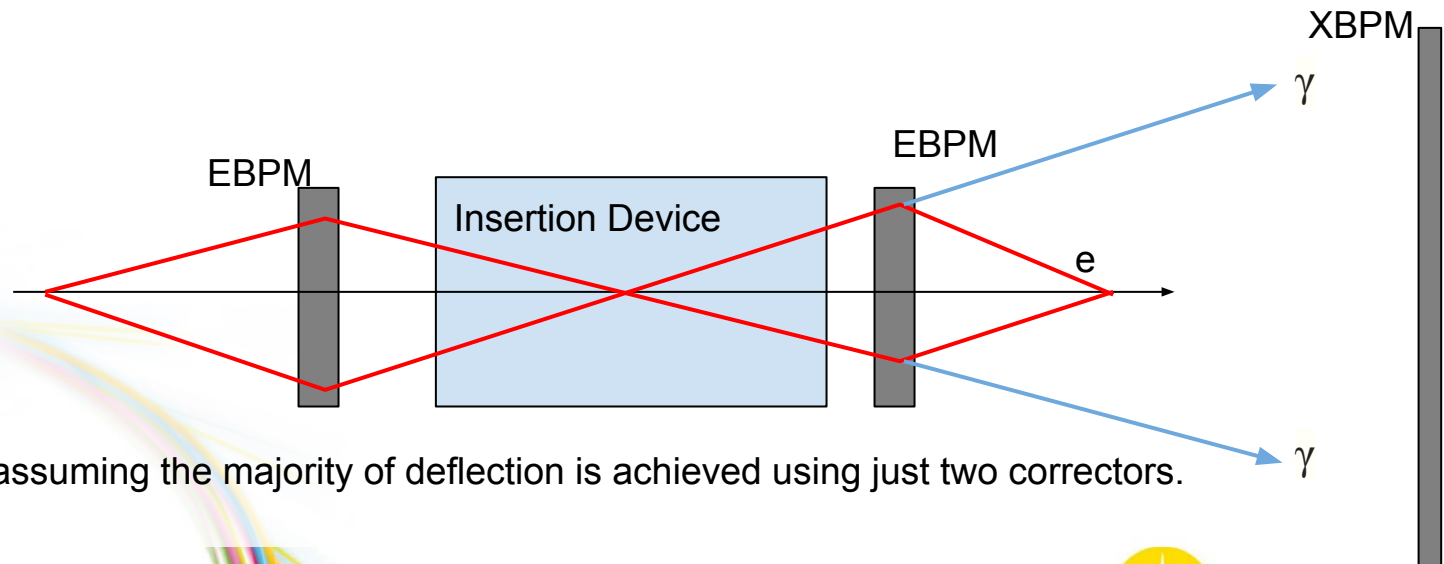 XBPM
γ
EBPM
EBPM
Insertion Device
e
γ
assuming the majority of deflection is achieved using just two correctors.